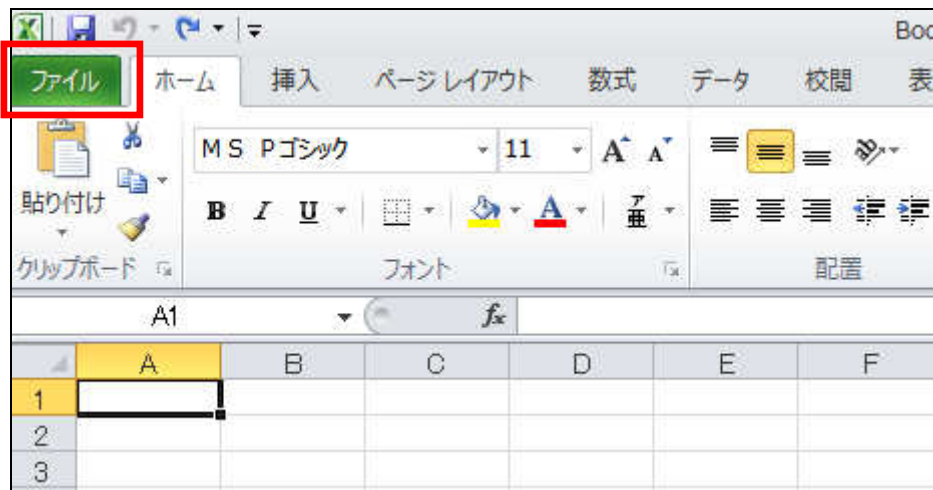 Boo
ファイル ホーム 挿入 ページ レイアウト 数式 データ 校閲 表
MS Pゴシック 11 A A
貼り付け B I U A ア亜
クリップボード フォント 配置
A1 fx
A B C D E F
1
2
3